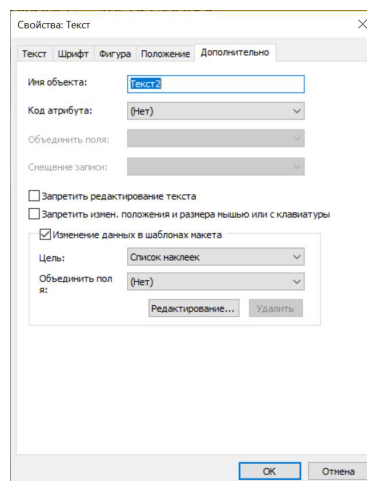 Свойства: Текст
Текст Шрифт Фигура Положение Дополнительно
Имя объекта: Текст2
Код атрибута: (Нет)
Объединить поля:
Смещение записи:
Запретить редактирование текста
Запретить измен. положения и размера мышью или с клавиатуры
Изменение данных в шаблонах макета
Цель: Список наклеек
Объединить пол
я: (Нет)
Редактирование... Удалить
OK Отмена